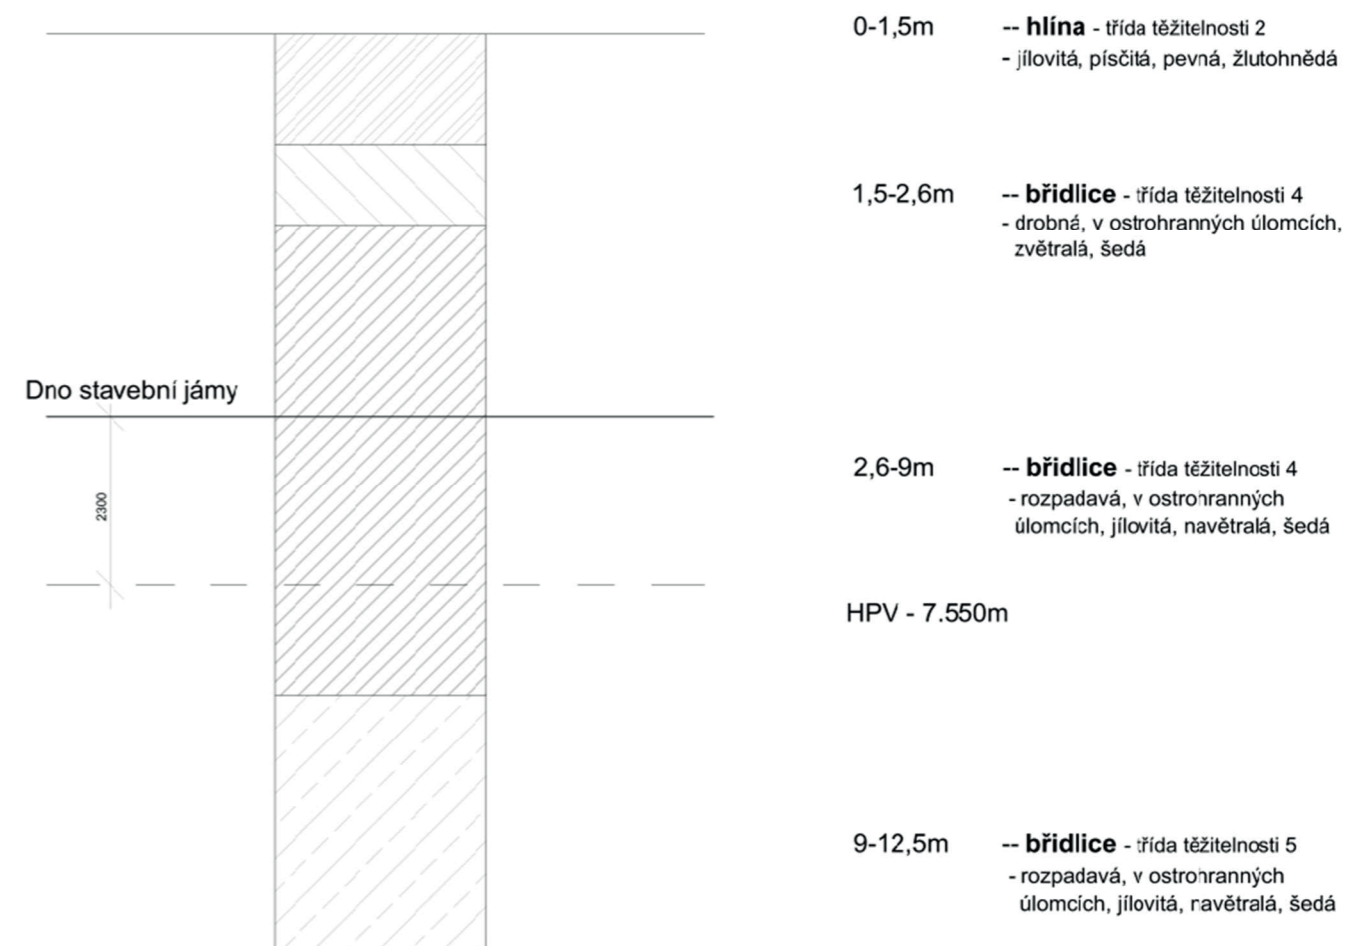 0-1,5m -- hlína - třída těžitelnosti 2
- jílovitá, písčitá, pevná, žlutohnědá
1,5-2,6m -- břidlice - třída těžitelnosti 4
- drobná, v ostrohranných úlomcích,
zvětralá, šedá
Dno stavební jámy
2300
2,6-9m -- břidlice - třída těžitelnosti 4
- rozpadavá, v ostrohranných
úlomcích, jílovitá, navětralá, šedá
HPV - 7.550m
9-12,5m -- břidlice - třída těžitelnosti 5
- rozpadavá, v ostrohranných
úlomcích, jílovitá, navětralá, šedá